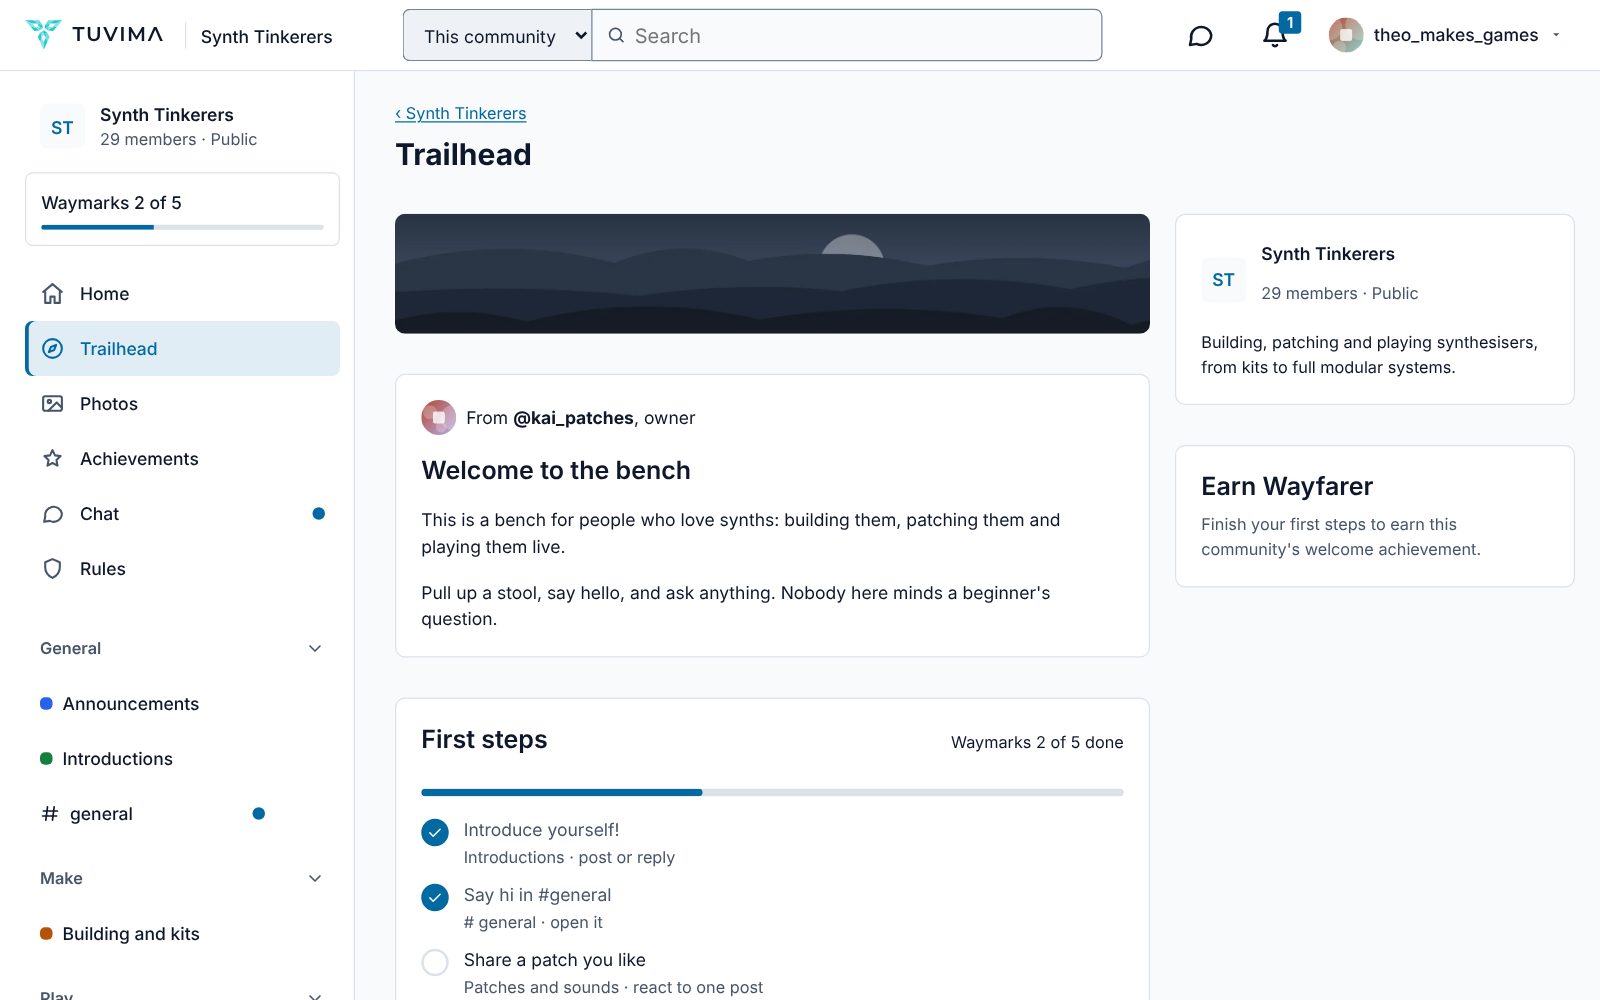 TUVIMA
Synth Tinkerers
This community
Search
1
theo_makes_games
ST
Synth Tinkerers
29 members · Public
Waymarks 2 of 5
Home
Trailhead
Photos
Achievements
Chat
Rules
General
Announcements
Introductions
# general
Make
Building and kits
Play
‹ Synth Tinkerers
Trailhead
From @kai_patches, owner
Welcome to the bench
This is a bench for people who love synths: building them, patching them and
playing them live.
Pull up a stool, say hello, and ask anything. Nobody here minds a beginner's
question.
First steps
Waymarks 2 of 5 done
Introduce yourself!
Introductions · post or reply
Say hi in #general
# general · open it
Share a patch you like
Patches and sounds · react to one post
ST
Synth Tinkerers
29 members · Public
Building, patching and playing synthesisers,
from kits to full modular systems.
Earn Wayfarer
Finish your first steps to earn this
community's welcome achievement.